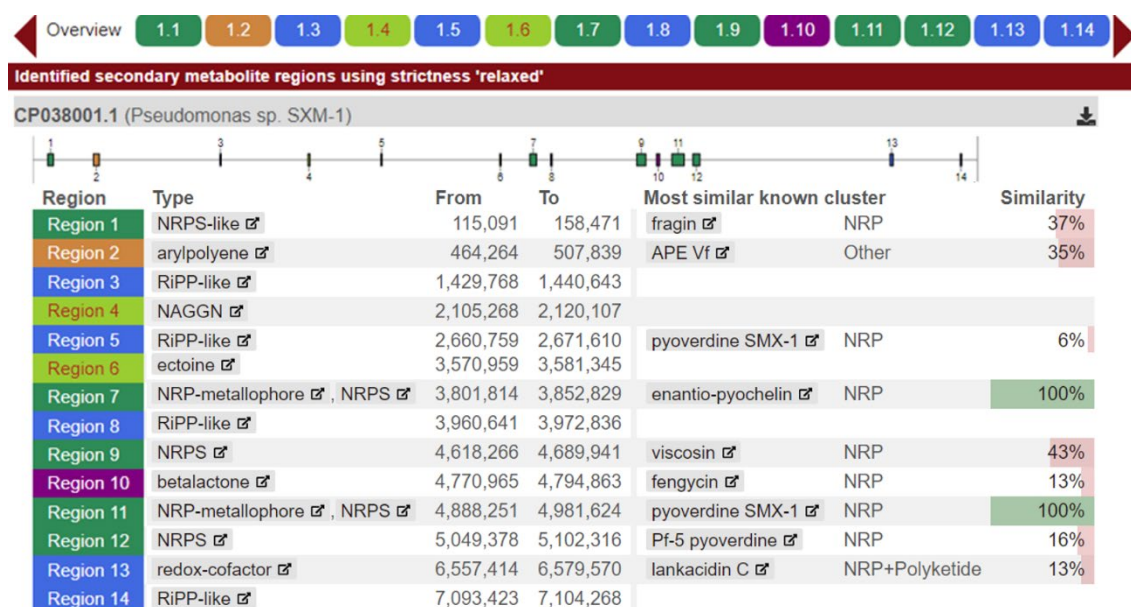 Overview 1.1 1.2 1.3 1.4 1.5 1.6 1.7 1.8 1.9 1.10 1.11 1.12 1.13 1.14
Identified secondary metabolite regions using strictness 'relaxed'
CP038001.1 (Pseudomonas sp. SXM-1)
1 3 5 7 9 11 13
2 4 6 8 10 12 14
Region Type From To Most similar known cluster Similarity
Region 1 NRPS-like 115,091 158,471 fragin NRP 37%
Region 2 arylpolyene 464,264 507,839 APE Vf Other 35%
Region 3 RiPP-like 1,429,768 1,440,643
Region 4 NAGGN 2,105,268 2,120,107
Region 5 RiPP-like 2,660,759 2,671,610 pyoverdine SMX-1 NRP 6%
Region 6 ectoine 3,570,959 3,581,345
Region 7 NRP-metallophore , NRPS 3,801,814 3,852,829 enantio-pyochelin NRP 100%
Region 8 RiPP-like 3,960,641 3,972,836
Region 9 NRPS 4,618,266 4,689,941 viscosin NRP 43%
Region 10 betalactone 4,770,965 4,794,863 fengycin NRP 13%
Region 11 NRP-metallophore , NRPS 4,888,251 4,981,624 pyoverdine SMX-1 NRP 100%
Region 12 NRPS 5,049,378 5,102,316 Pf-5 pyoverdine NRP 16%
Region 13 redox-cofactor 6,557,414 6,579,570 lankacidin C NRP+Polyketide 13%
Region 14 RiPP-like 7,093,423 7,104,268